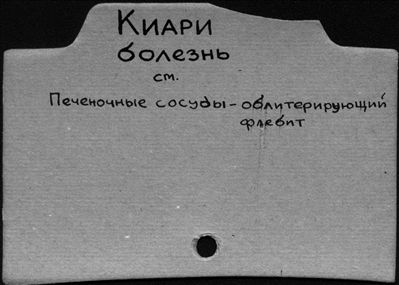 Киари
болезнь
см.
Печеночные сосуды - облитерирующий
флебит